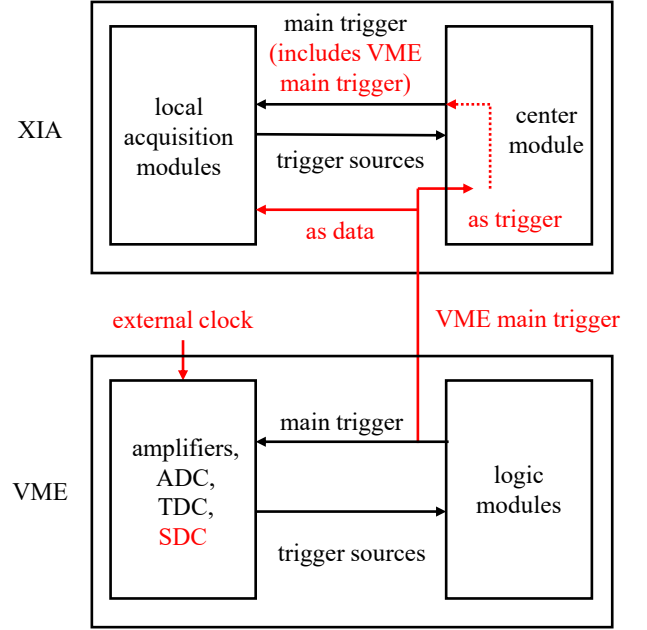 main trigger
(includes VME
main trigger)
XIA
local
acquisition
modules
center
module
trigger sources
as data
as trigger
external clock
VME main trigger
main trigger
VME
amplifiers,
ADC,
TDC,
SDC
logic
modules
trigger sources